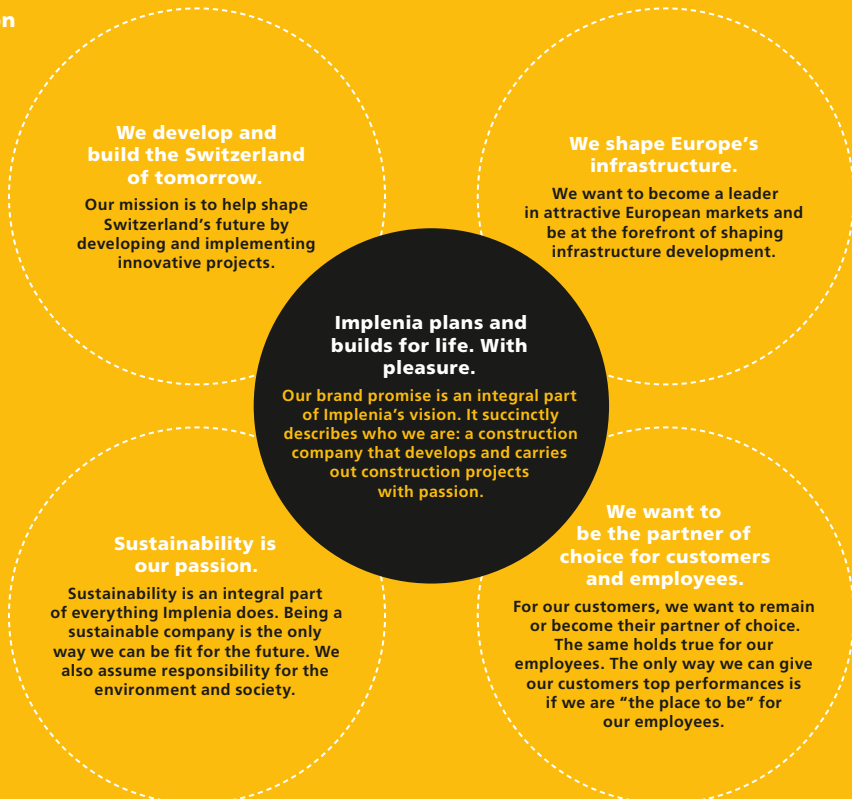 We develop and
build the Switzerland
of tomorrow.
Our mission is to help shape
Switzerland's future by
developing and implementing
innovative projects.
We shape Europe's
infrastructure.
We want to become a leader
in attractive European markets and
be at the forefront of shaping
infrastructure development.
Implenia plans and
builds for life. With
pleasure.
Our brand promise is an integral part
of Implenia's vision. It succinctly
describes who we are: a construction
company that develops and carries
out construction projects
with passion.
Sustainability is
our passion.
Sustainability is an integral part
of everything Implenia does. Being a
sustainable company is the only
way we can be fit for the future. We
also assume responsibility for the
environment and society.
We want to
be the partner of
choice for customers
and employees.
For our customers, we want to remain
or become their partner of choice.
The same holds true for our
employees. The only way we can give
our customers top performances is
if we are “the place to be” for
our employees.